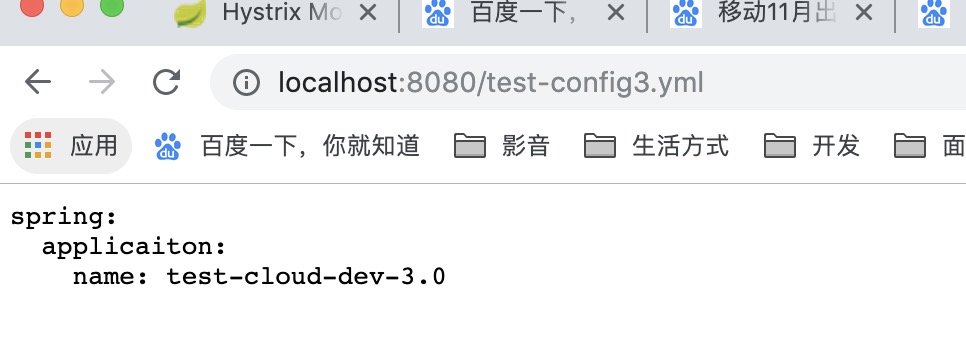 Hystrix Mo
百度一下,
移动11月出
localhost:8080/test-config3.yml
应用
百度一下，你就知道
影音
生活方式
开发
面
spring:
  applicaiton:
    name: test-cloud-dev-3.0